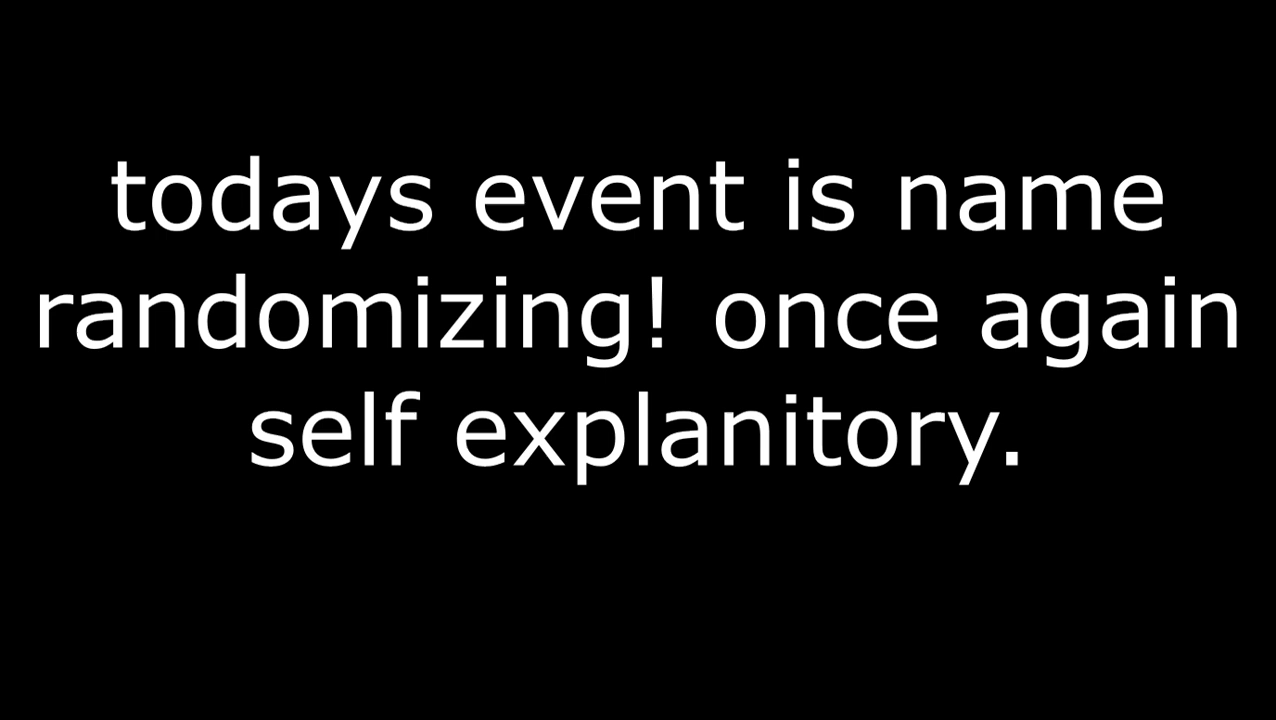 todays event is name
randomizing! once again
self explanitory.